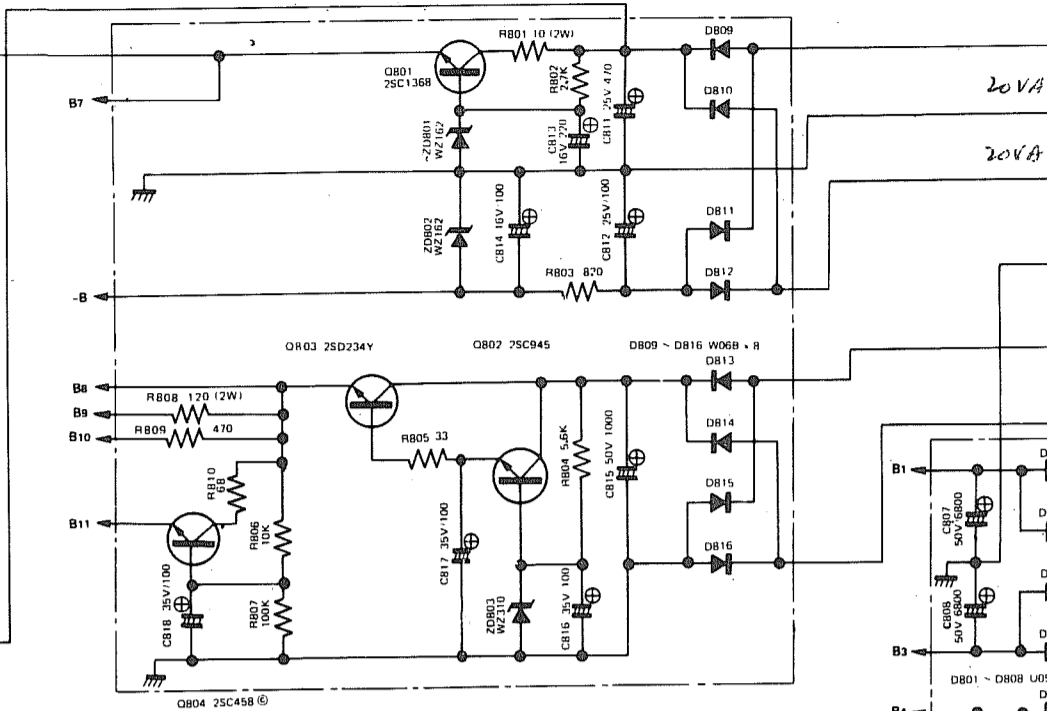 R801 10 (2W)
D809
Q801
2SC1368
R802
2.7K
C811 25V 470
D810
B7
20VA
~ZD801
WZ162
C813
16V 220
20VA
ZD802
WZ162
C814 16V 100
C812 25V/100
D811
R803 820
D812
-B
Q803 2SD234Y
Q802 2SC945
D809 ~ D816 W06B × 8
D813
B8
R808 120 (2W)
B9
R809 470
B10
R805 33
R804 5.6K
C815 50V 1000
D814
D815
B1
R810
68
B11
R806
10K
C817 35V/100
D816
C807
50V 6800
C818 35V/100
R807
100K
ZD803
WZ310
C816 35V 100
C808
50V 6800
B3
D801 ~ D808 U05
Q804 2SC458 ©